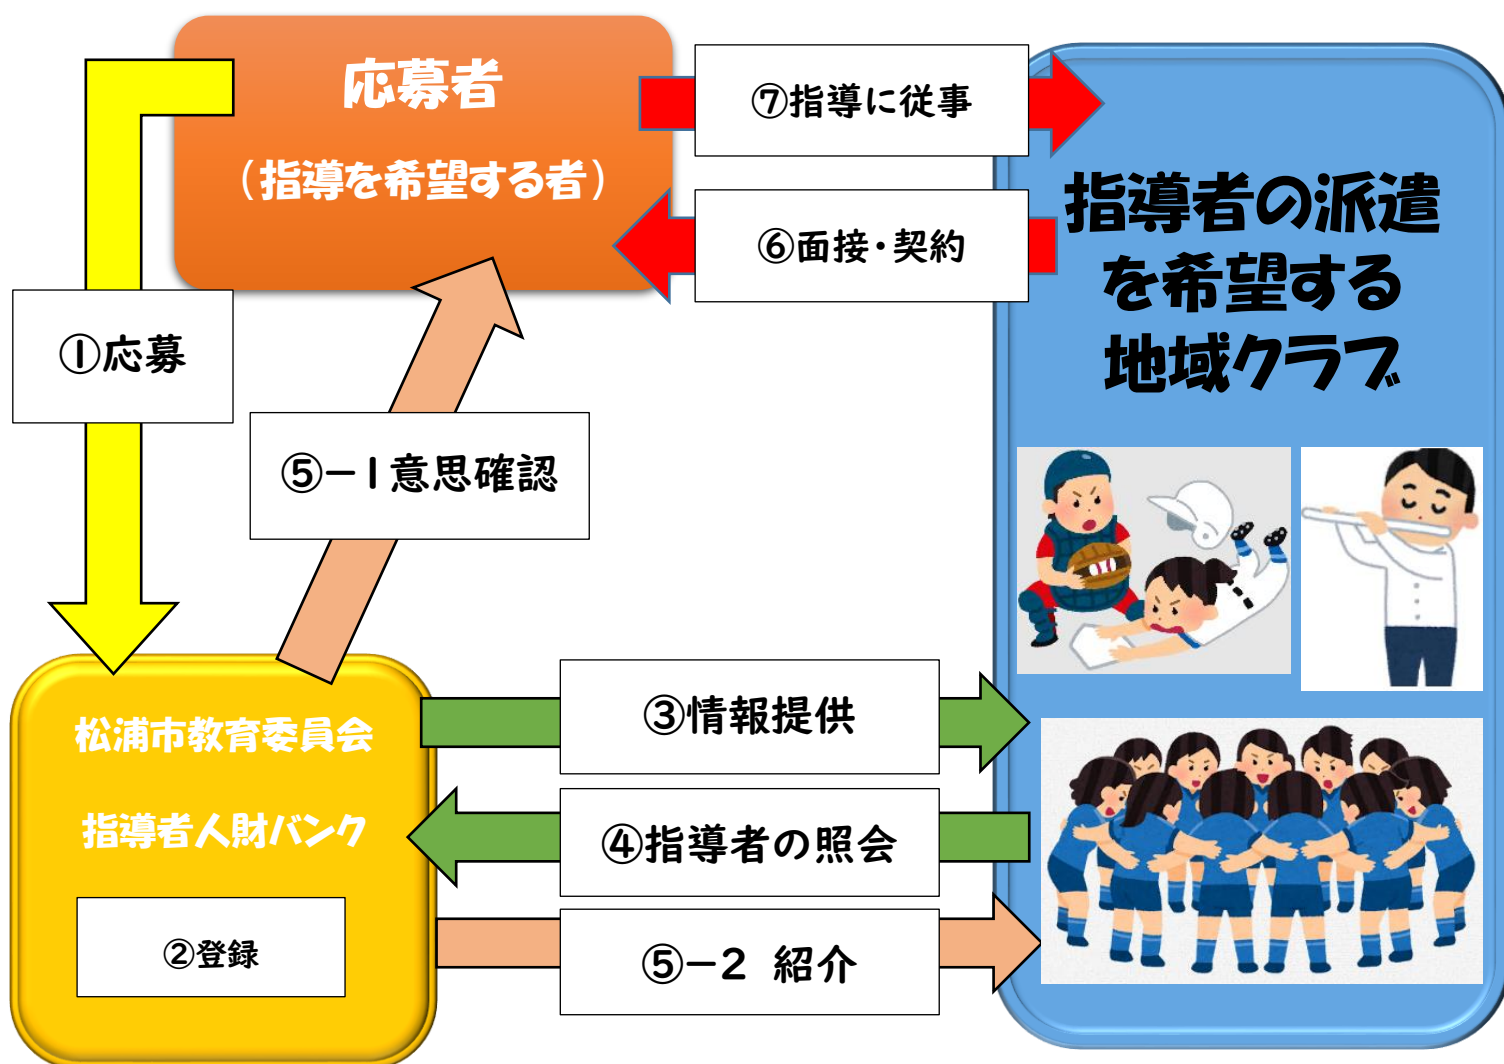 応募者
（指導を希望する者）
⑦指導に従事
⑥面接・契約
指導者の派遣
を希望する
地域クラブ
①応募
⑤－1意思確認
松浦市教育委員会
指導者人財バンク
②登録
③情報提供
④指導者の照会
⑤－2 紹介